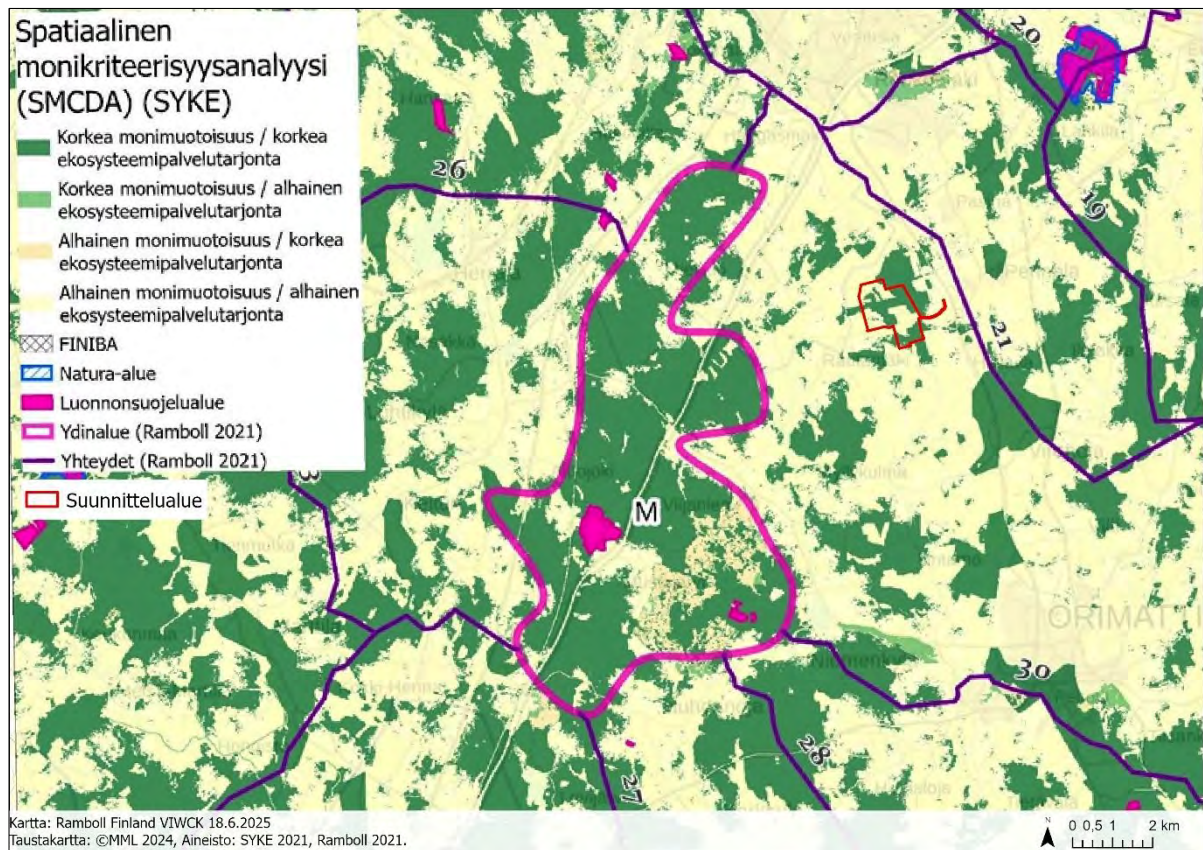 Spatiaalinen
monikriteerisyysanalyysi
(SMCDA) (SYKE)
Korkea monimuotoisuus / korkea
ekosysteemipalvelutarjonta
Korkea monimuotoisuus / alhainen
ekosysteemipalvelutarjonta
Alhainen monimuotoisuus / korkea
ekosysteemipalvelutarjonta
Alhainen monimuotoisuus / alhainen
ekosysteemipalvelutarjonta
FINIBA
Natura-alue
Luonnonsuojelualue
Ydinalue (Ramboll 2021)
Yhteydet (Ramboll 2021)
Suunnittelualue
20
26
19
21
M
ORIMATT
30
28
27
Kartta: Ramboll Finland VIWCK 18.6.2025
Taustakartta: ©MML 2024, Aineisto: SYKE 2021, Ramboll 2021.
N
0 0,5 1 2 km